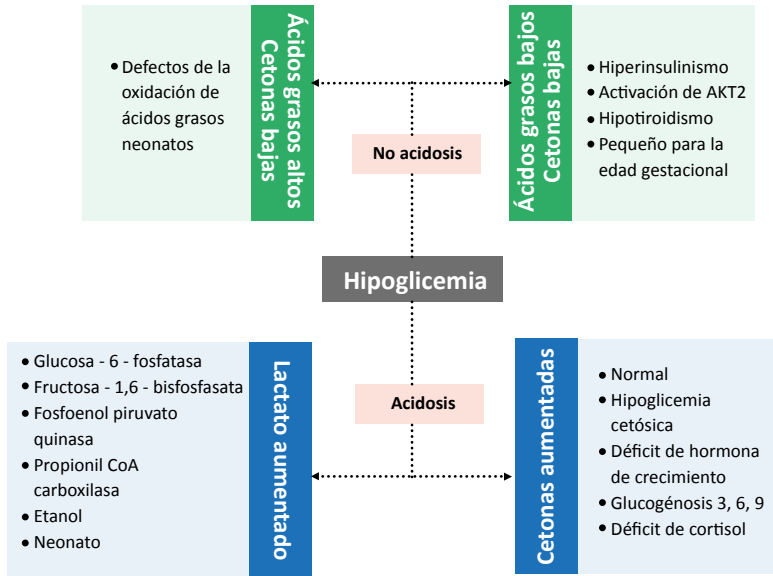 • Defectos de la
oxidación de
ácidos grasos
neonatos
Ácidos grasos altos
Cetonas bajas
Ácidos grasos bajos
Cetonas bajas
• Hiperinsulinismo
• Activación de AKT2
• Hipotiroidismo
• Pequeño para la
edad gestacional
No acidosis
Hipoglicemia
• Glucosa - 6 - fosfatasa
• Fructosa - 1,6 - bisfosfasata
• Fosfoenol piruvato
quinasa
• Propionil CoA
carboxilasa
• Etanol
• Neonato
Lactato aumentado
Acidosis
Cetonas aumentadas
• Normal
• Hipoglicemia
cetósica
• Déficit de hormona
de crecimiento
• Glucogénosis 3, 6, 9
• Déficit de cortisol